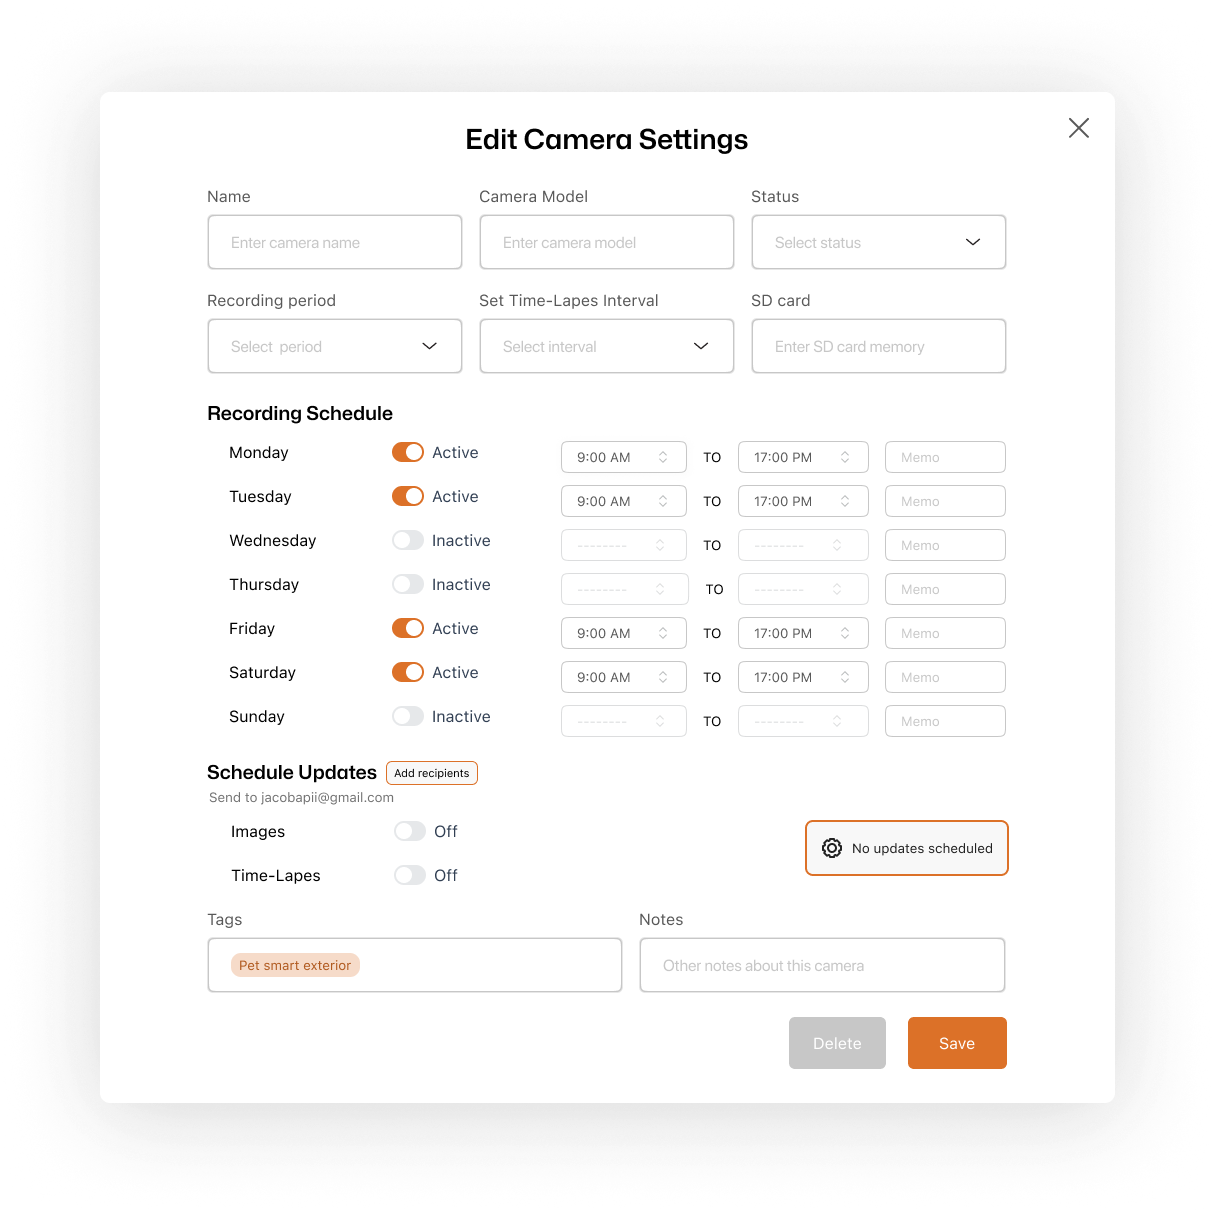 Edit Camera Settings
Name Camera Model Status
Enter camera name Enter camera model Select status
Recording period Set Time-Lapes Interval SD card
Select period Select interval Enter SD card memory
Recording Schedule
Monday Active 9:00 AM TO 17:00 PM Memo
Tuesday Active 9:00 AM TO 17:00 PM Memo
Wednesday Inactive -------- TO -------- Memo
Thursday Inactive -------- TO -------- Memo
Friday Active 9:00 AM TO 17:00 PM Memo
Saturday Active 9:00 AM TO 17:00 PM Memo
Sunday Inactive -------- TO -------- Memo
Schedule Updates Add recipients
Send to jacobapii@gmail.com
Images Off
No updates scheduled
Time-Lapes Off
Tags Notes
Pet smart exterior Other notes about this camera
Delete Save